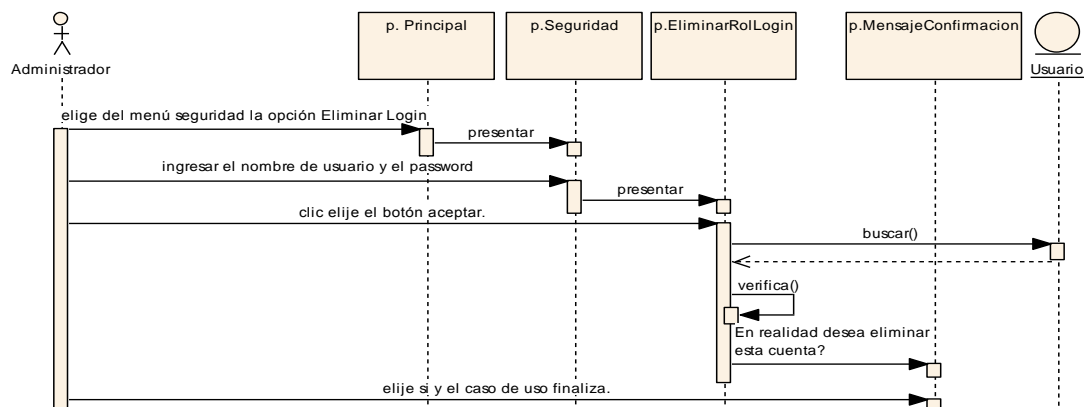 p. Principal
p.Seguridad
p.EliminarRolLogin
p.MensajeConfirmacion
Administrador
Usuario
elige del menú seguridad la opción Eliminar Login
presentar
ingresar el nombre de usuario y el password
presentar
clic elije el botón aceptar.
buscar()
verifica()
En realidad desea eliminar
esta cuenta?
elije si y el caso de uso finaliza.